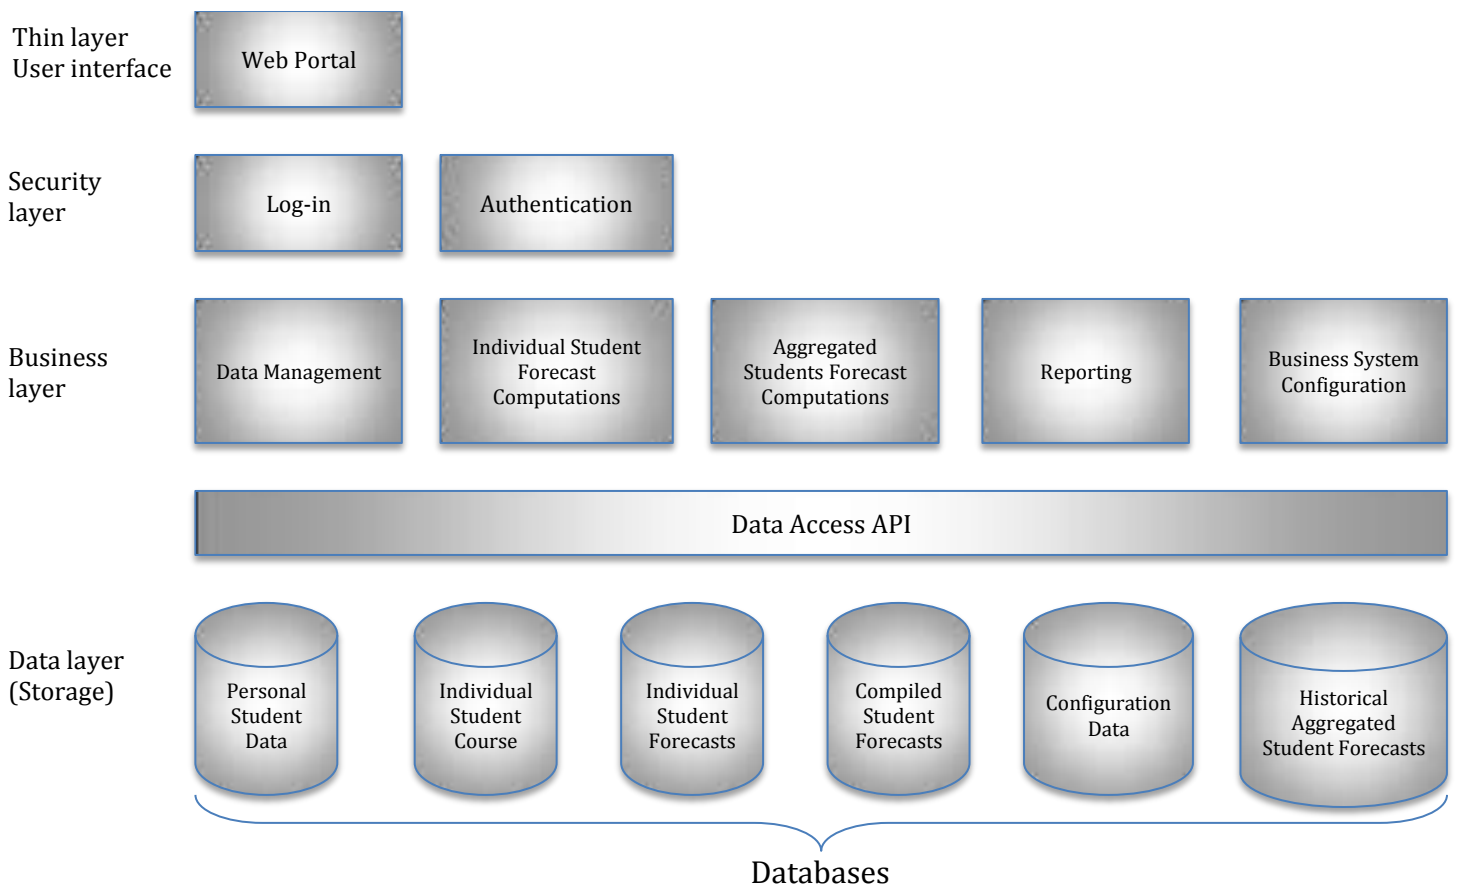 Thin layer
User interface
Web Portal
Security
layer
Log-in
Authentication
Business
layer
Data Management
Individual Student
Forecast
Computations
Aggregated
Students Forecast
Computations
Reporting
Business System
Configuration
Data Access API
Data layer
(Storage)
Personal
Student
Data
Individual
Student
Course
Individual
Student
Forecasts
Compiled
Student
Forecasts
Configuration
Data
Historical
Aggregated
Student Forecasts
Databases